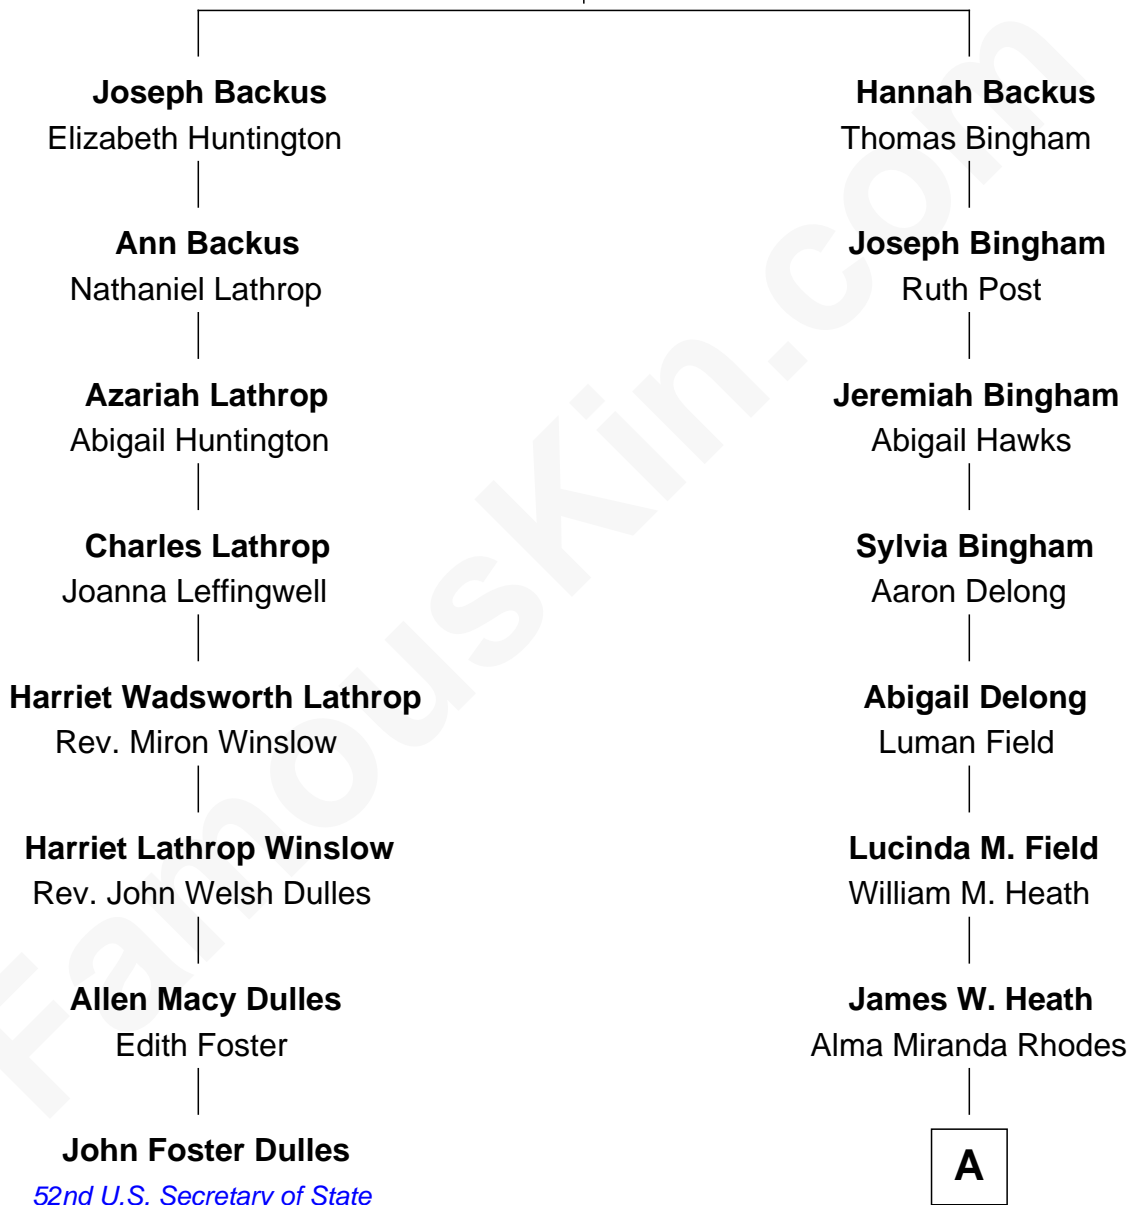 Joseph Backus
Elizabeth Huntington
Ann Backus
Nathaniel Lathrop
Azariah Lathrop
Abigail Huntington
Charles Lathrop
Joanna Leffingwell
Harriet Wadsworth Lathrop
Rev. Miron Winslow
Harriet Lathrop Winslow
Rev. John Welsh Dulles
Allen Macy Dulles
Edith Foster
John Foster Dulles
52nd U.S. Secretary of State
Hannah Backus
Thomas Bingham
Joseph Bingham
Ruth Post
Jeremiah Bingham
Abigail Hawks
Sylvia Bingham
Aaron Delong
Abigail Delong
Luman Field
Lucinda M. Field
William M. Heath
James W. Heath
Alma Miranda Rhodes
A
FamousKin.com